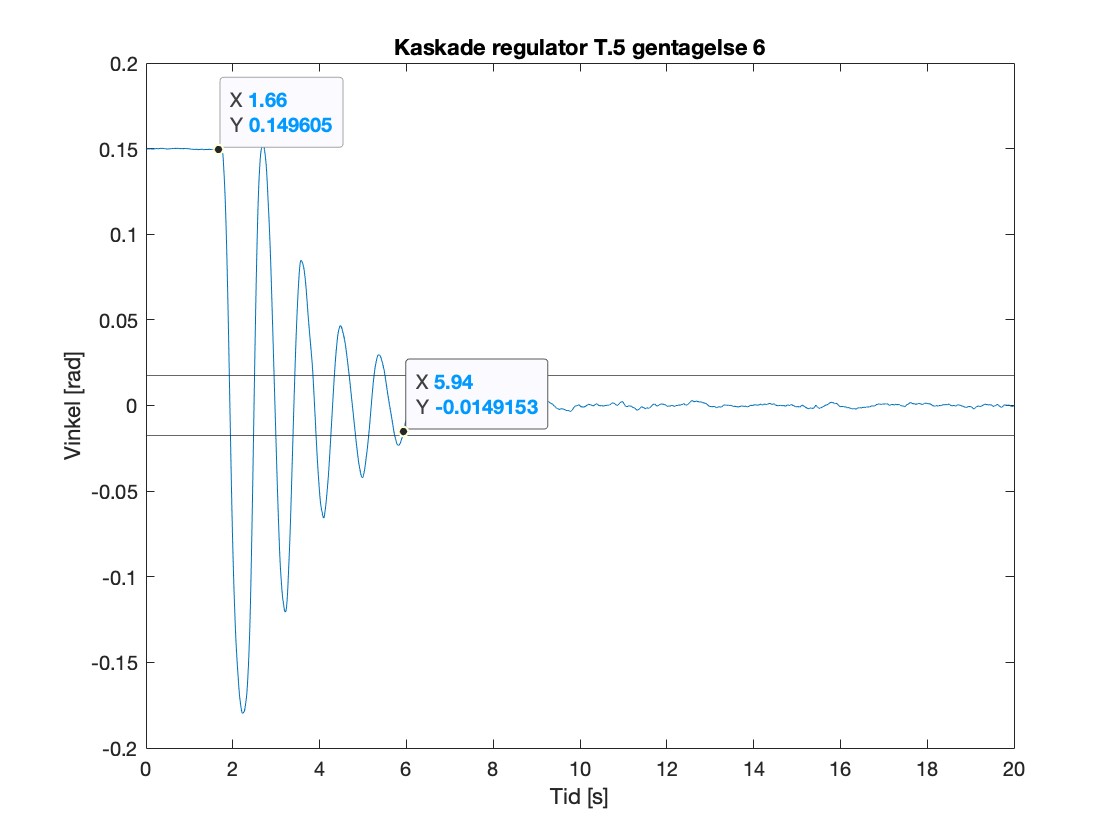 Kaskade regulator T.5 gentagelse 6
0.2
X 1.66
Y 0.149605
0.15
0.1
0.05
X 5.94
Y -0.0149153
0
-0.05
-0.1
-0.15
-0.2
Vinkel [rad]
0 2 4 6 8 10 12 14 16 18 20
Tid [s]